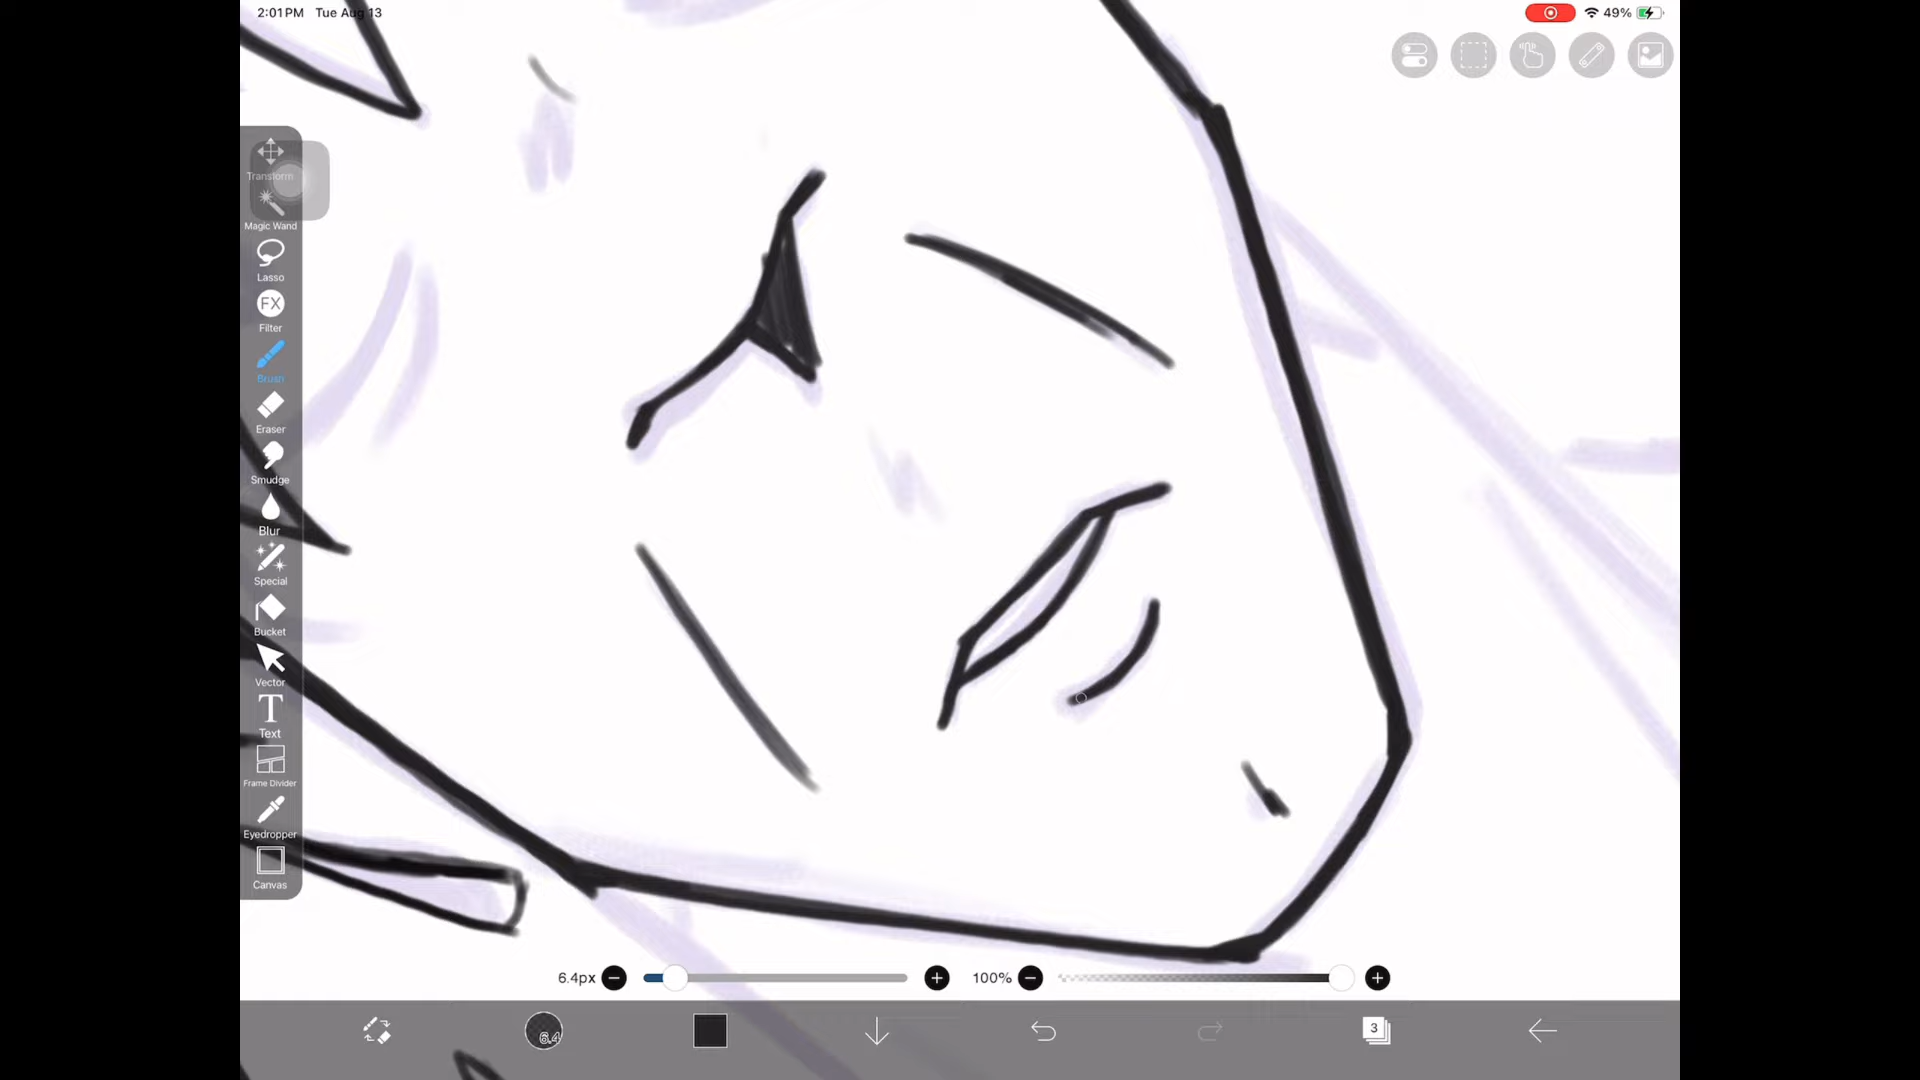 2:01 PM Tue Aug 13
49%
Transform
Magic Wand
Lasso
FX
Filter
Brush
Eraser
Smudge
Blur
Special
Bucket
Vector
T
Text
Frame Divider
Eyedropper
Canvas
6.4px
100%
6.4
3